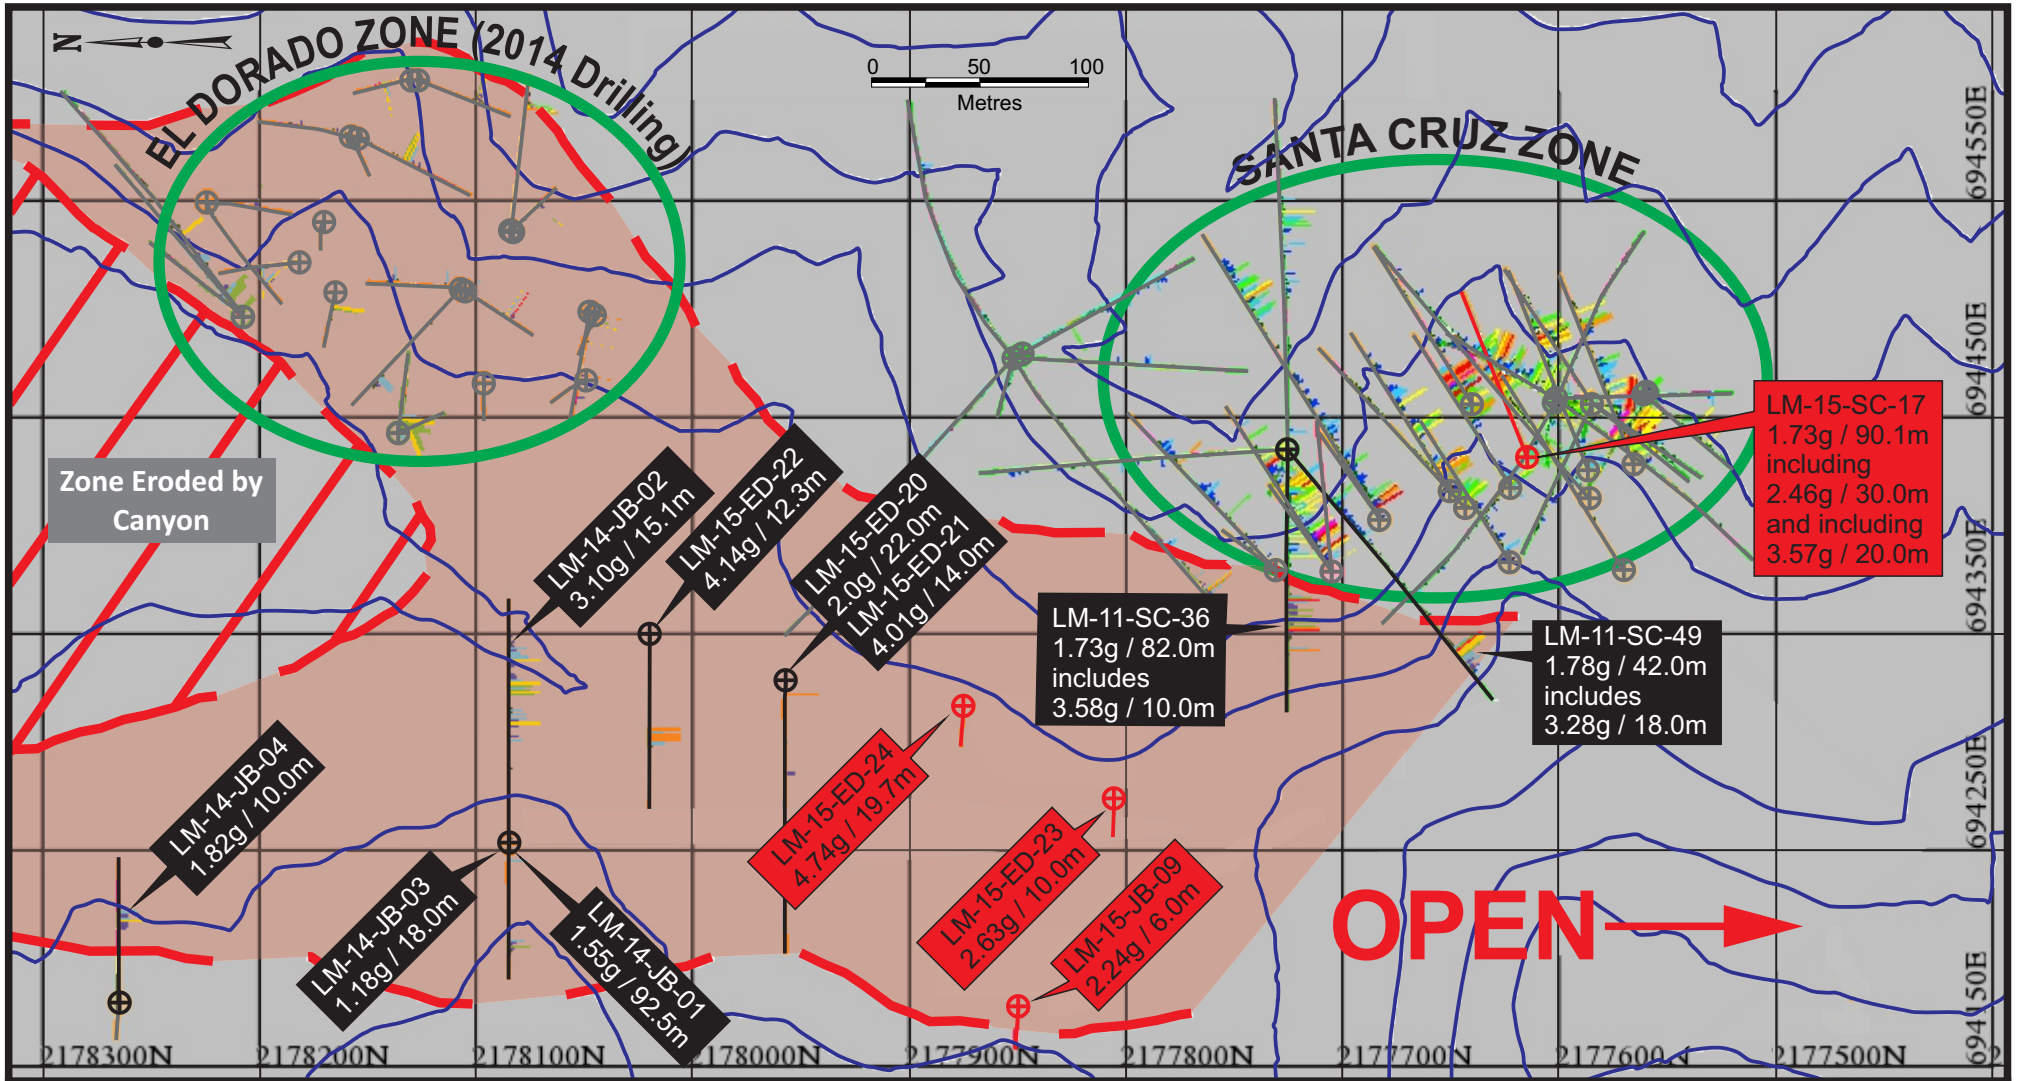 N
EL DORADO ZONE (2014 Drilling)
0 50 100
Metres
SANTA CRUZ ZONE
694550E
694450E
694350E
694250E
694150E
Zone Eroded by
Canyon
LM-15-SC-17
1.73g / 90.1m
including
2.46g / 30.0m
and including
3.57g / 20.0m
LM-14-JB-02
3.10g / 15.1m
LM-15-ED-22
4.14g / 12.3m
LM-15-ED-20
2.0g / 22.0m
LM-15-ED-21
4.01g / 14.0m
LM-11-SC-36
1.73g / 82.0m
includes
3.58g / 10.0m
LM-11-SC-49
1.78g / 42.0m
includes
3.28g / 18.0m
LM-14-JB-04
1.82g / 10.0m
LM-15-ED-24
4.74g / 19.7m
LM-15-ED-23
2.63g / 10.0m
LM-15-JB-09
2.24g / 6.0m
LM-14-JB-03
1.18g / 18.0m
LM-14-JB-01
1.55g / 92.5m
OPEN
2178300N 2178200N 2178100N 2178000N 2177900N 2177800N 2177700N 2177600N 2177500N